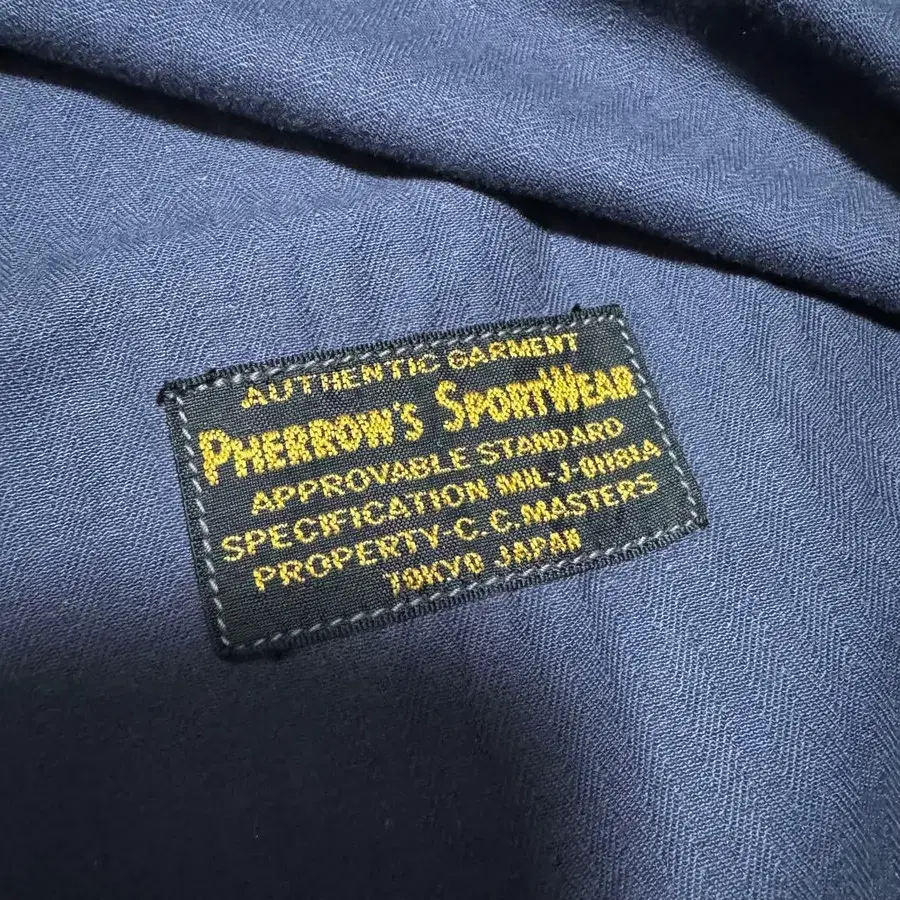 AUTHENTIC GARMENT
PHERROW'S SPORTWEAR
APPROVABLE STANDARD
SPECIFICATION MIL-J-01181A
PROPERTY-C.C.MASTERS
TOKYO JAPAN